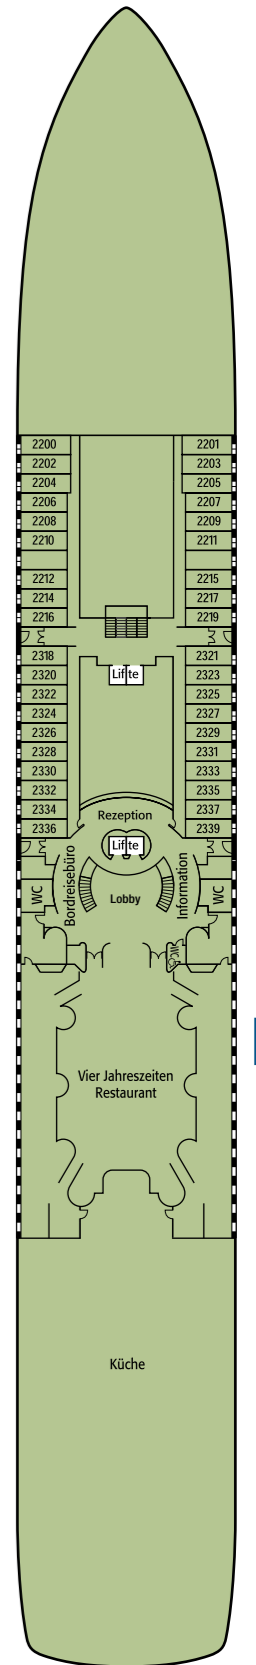 2200 2201
2202 2203
2204 2205
2206 2207
2208 2209
2210 2211
2212 2215
2214 2217
2216 2219
2318 2321
2320 Lifte 2323
2322 2325
2324 2327
2326 2329
2328 2331
2330 2333
2332 2335
2334 Rezeption 2337
2336 2339
Lifte
Bordreisebüro
Information
WC
Lobby
WC
WC
Vier Jahreszeiten
Restaurant
Küche